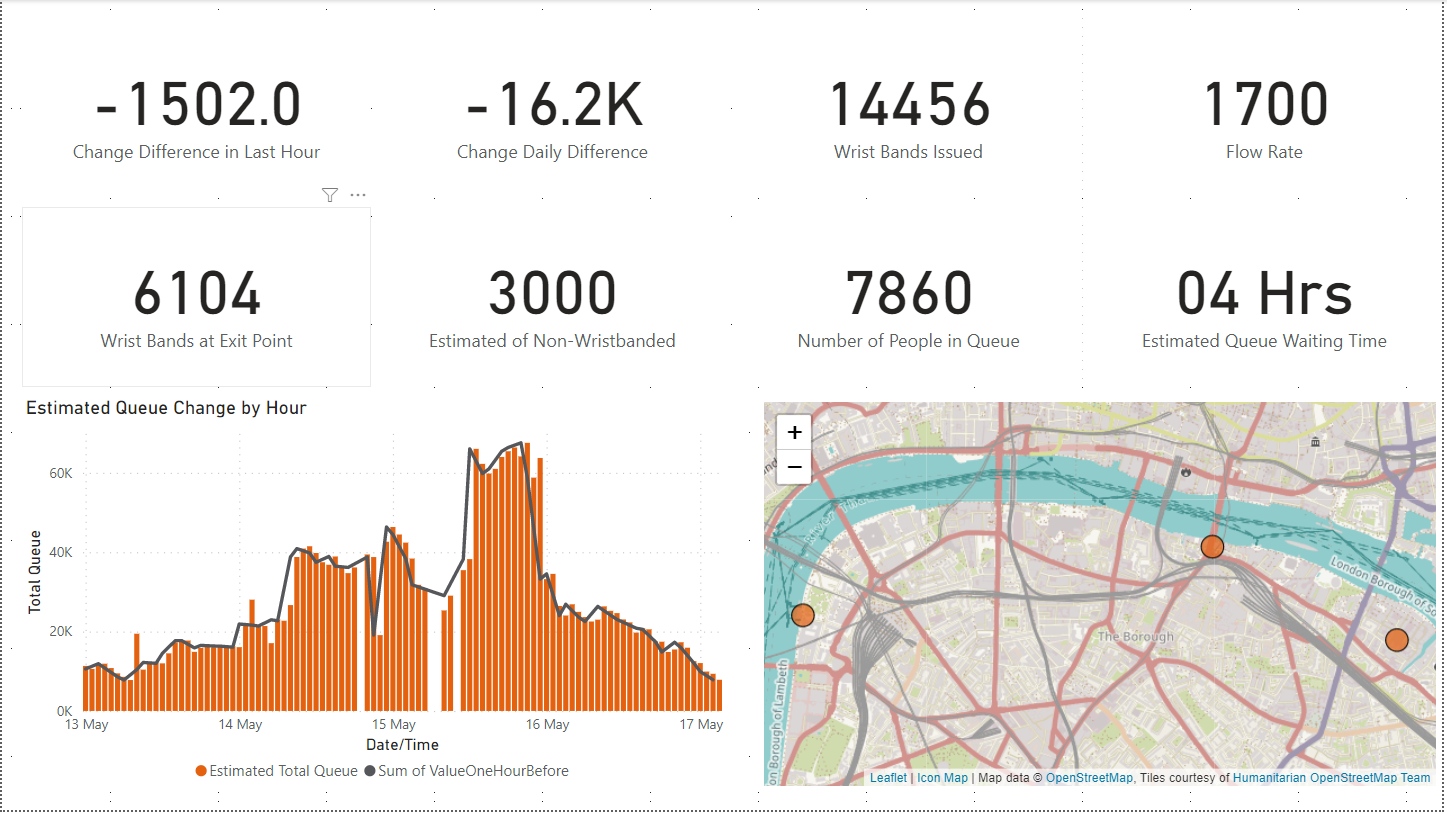 -1502.0
Change Difference in Last Hour
-16.2K
Change Daily Difference
14456
Wrist Bands Issued
1700
Flow Rate
6104
Wrist Bands at Exit Point
3000
Estimated of Non-Wristbanded
7860
Number of People in Queue
04 Hrs
Estimated Queue Waiting Time
Estimated Queue Change by Hour
Total Queue
60K
40K
20K
0K
13 May
14 May
15 May
16 May
17 May
Date/Time
Estimated Total Queue
Sum of ValueOneHourBefore
+
−
London Borough of So
The Borough
don Borough of Lambeth
Leaflet | Icon Map | Map data © OpenStreetMap, Tiles courtesy of Humanitarian OpenStreetMap Team